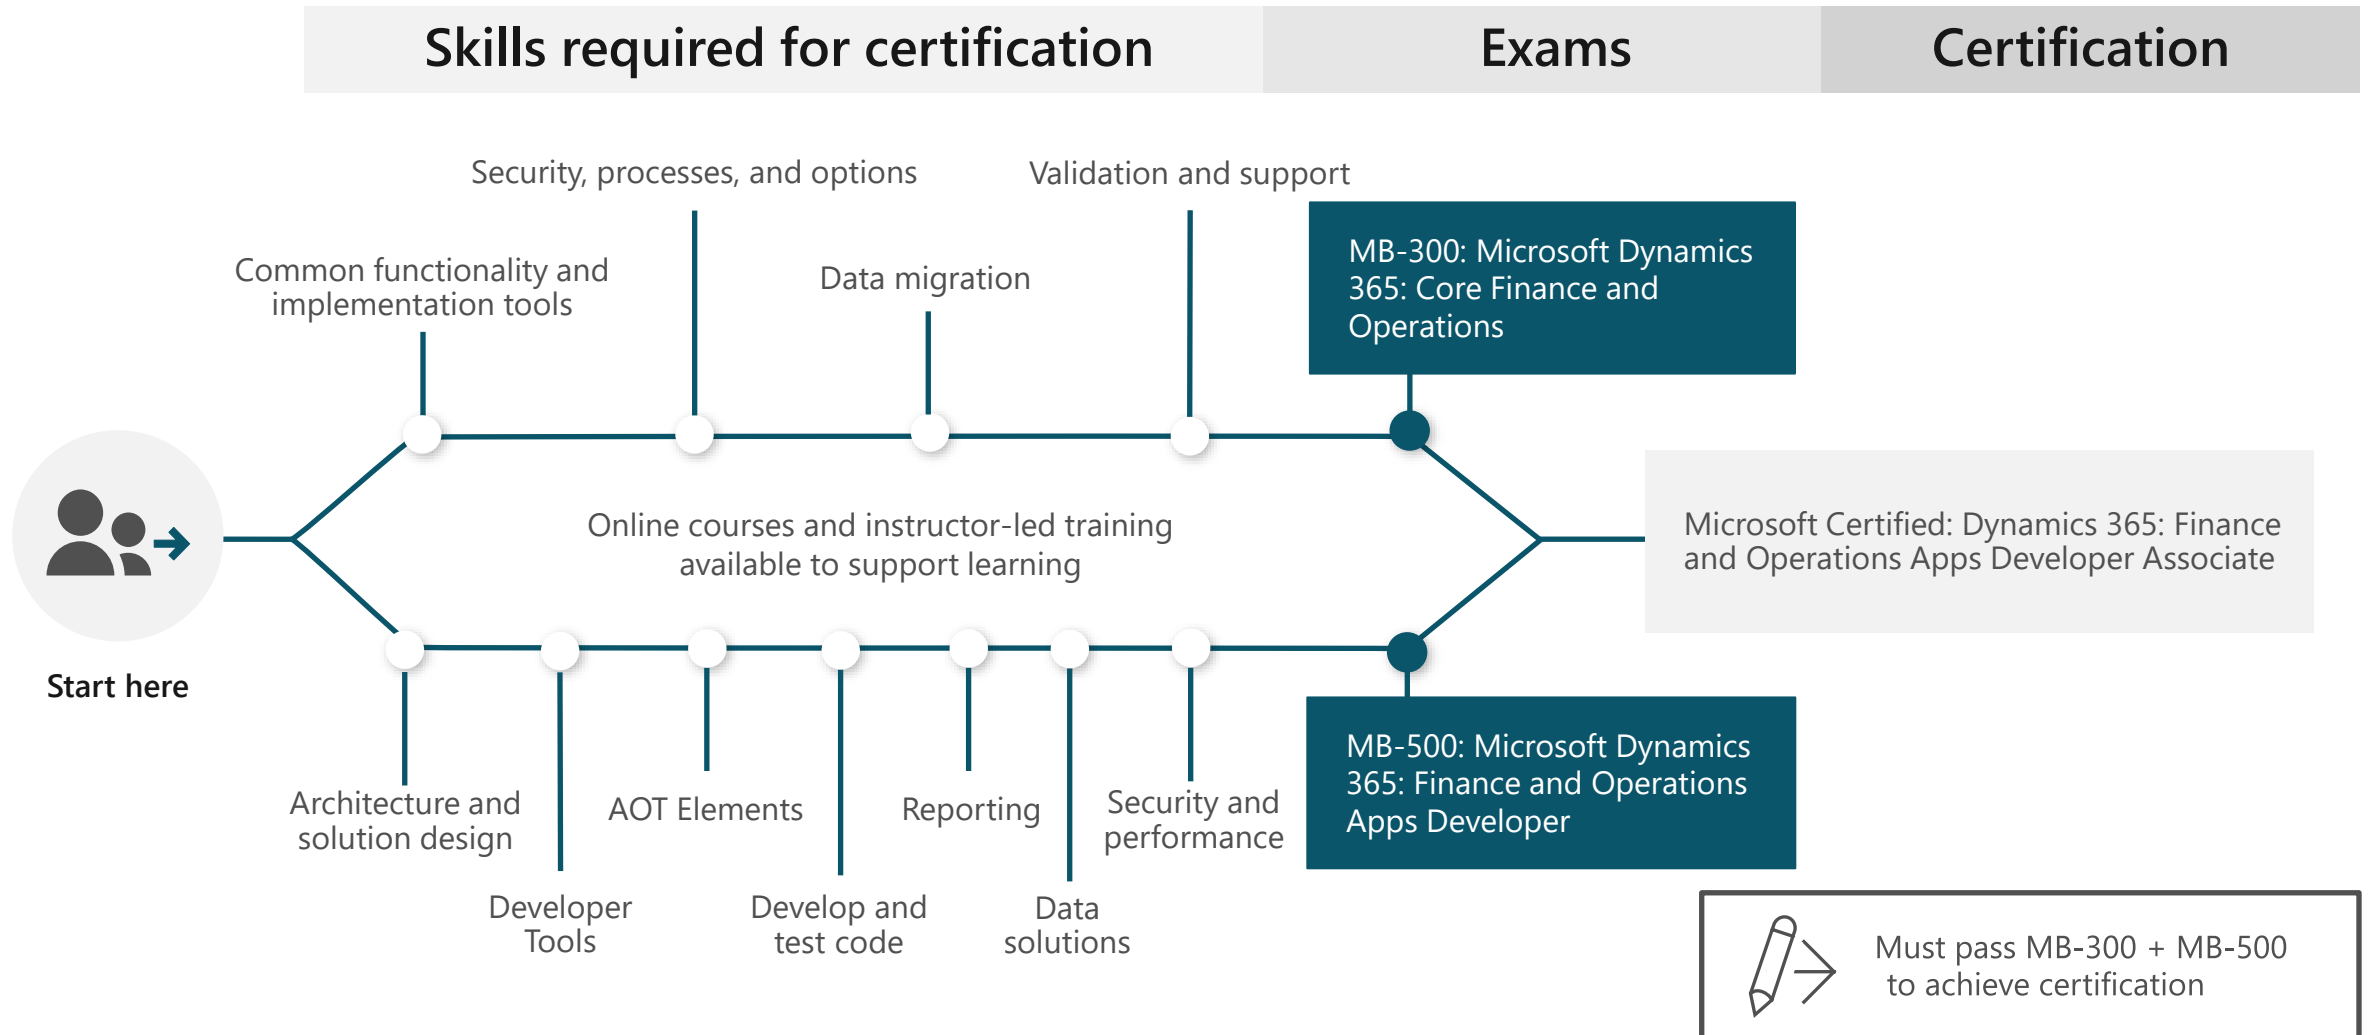 Skills required for certification
Exams
Certification
Security, processes, and options
Validation and support
Common functionality and
implementation tools
Data migration
MB-300: Microsoft Dynamics
365: Core Finance and
Operations
Online courses and instructor-led training
available to support learning
Microsoft Certified: Dynamics 365: Finance
and Operations Apps Developer Associate
Start here
Architecture and
solution design
AOT Elements
Reporting
Security and
performance
MB-500: Microsoft Dynamics
365: Finance and Operations
Apps Developer
Developer
Tools
Develop and
test code
Data
solutions
Must pass MB-300 + MB-500
to achieve certification